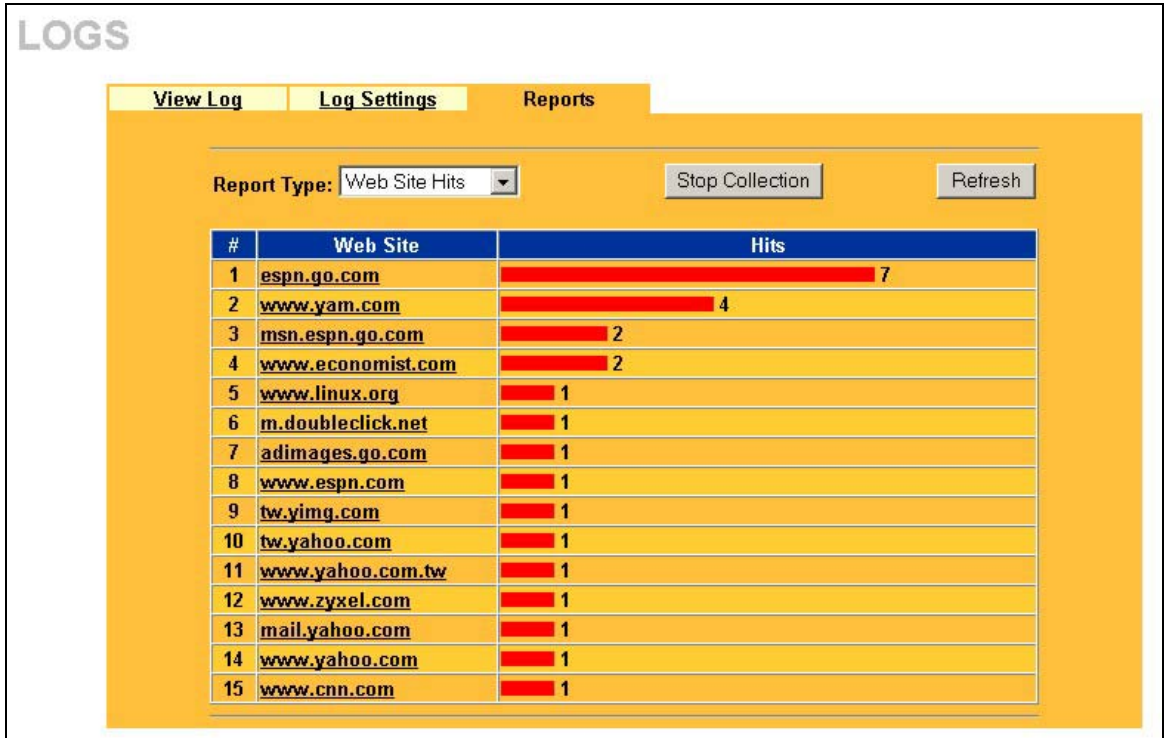 LOGS
View Log Log Settings Reports
Report Type: Web Site Hits Stop Collection Refresh
# Web Site Hits
1 espn.go.com 7
2 www.yam.com 4
3 msn.espn.go.com 2
4 www.economist.com 2
5 www.linux.org 1
6 m.doubleclick.net 1
7 adimages.go.com 1
8 www.espn.com 1
9 tw.yimg.com 1
10 tw.yahoo.com 1
11 www.yahoo.com.tw 1
12 www.zyxel.com 1
13 mail.yahoo.com 1
14 www.yahoo.com 1
15 www.cnn.com 1